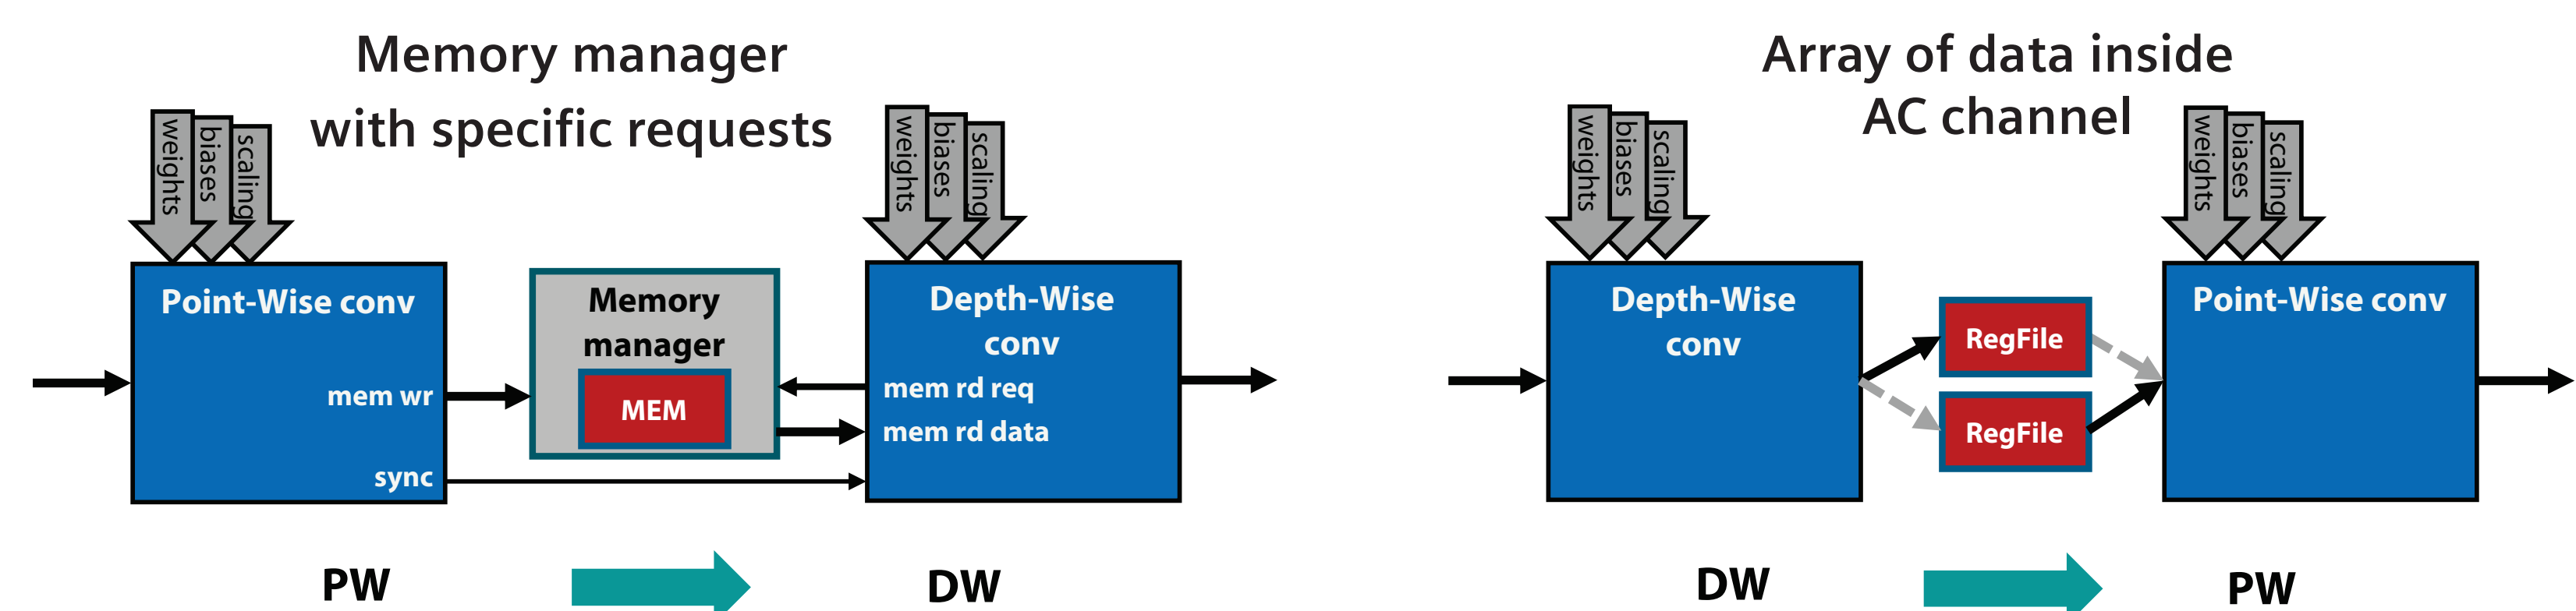 Memory manager
with specific requests
weights
biases
scaling
weights
biases
scaling
Point-Wise conv
mem wr
sync
Memory
manager
MEM
Depth-Wise
conv
mem rd req
mem rd data
PW
DW
Array of data inside
AC channel
weights
biases
scaling
weights
biases
scaling
Depth-Wise
conv
RegFile
RegFile
Point-Wise conv
DW
PW